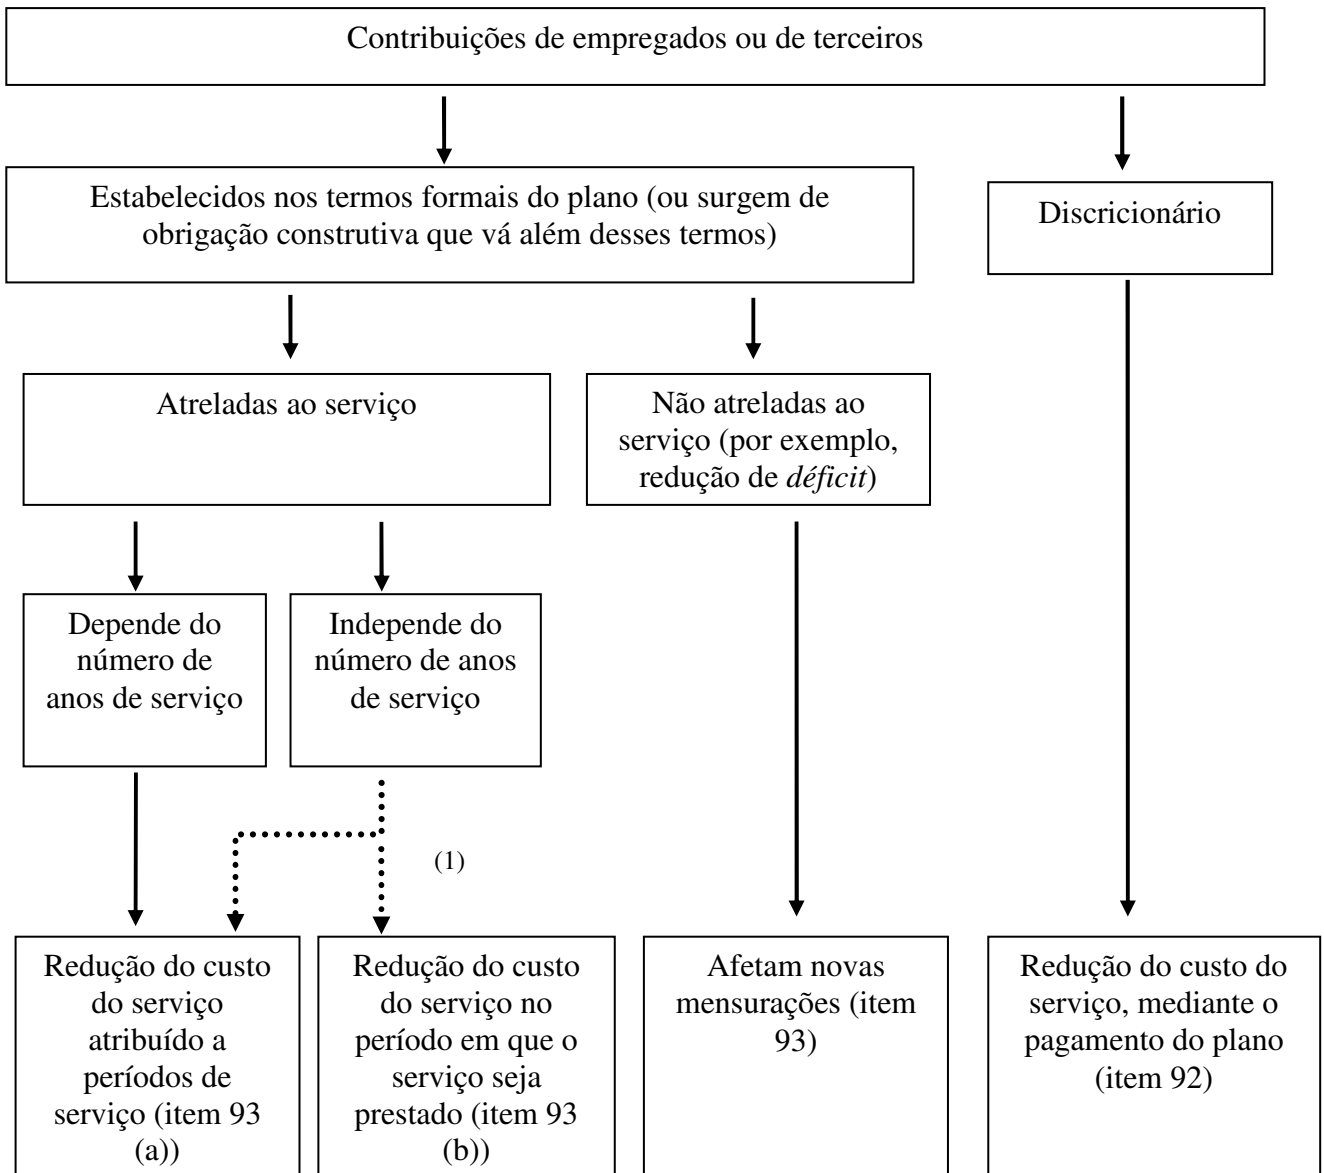 Contribuições de empregados ou de terceiros
Estabelecidos nos termos formais do plano (ou surgem de
obrigação construtiva que vá além desses termos)
Discricionário
Atreladas ao serviço
Não atreladas ao
serviço (por exemplo,
redução de déficit)
Depende do
número de
anos de serviço
Independe do
número de anos
de serviço
(1)
Redução do custo
do serviço
atribuído a
períodos de
serviço (item 93
(a))
Redução do custo
do serviço no
período em que o
serviço seja
prestado (item 93
(b))
Afetam novas
mensurações (item
93)
Redução do custo do
serviço, mediante o
pagamento do plano
(item 92)